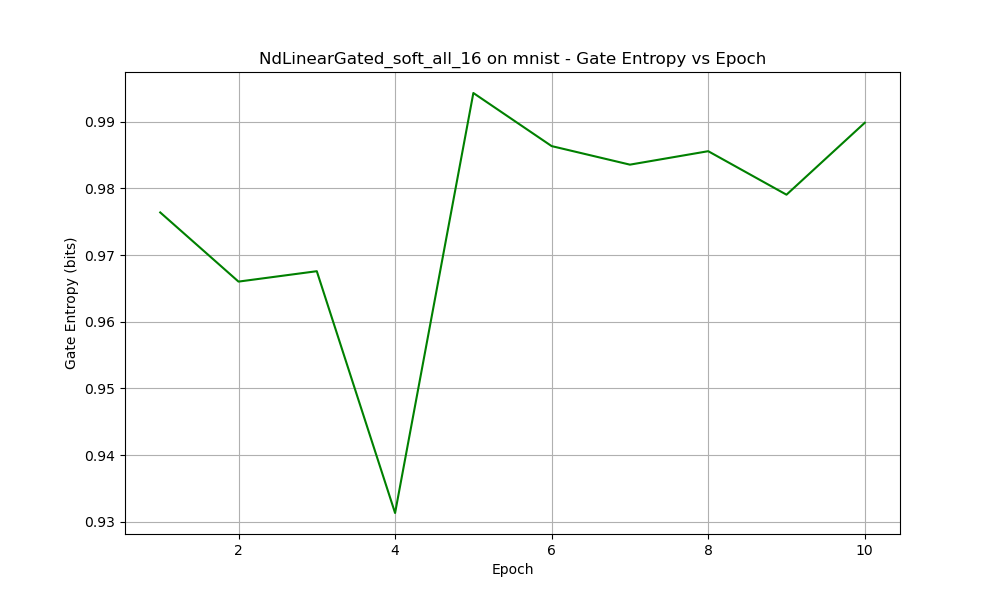 NdLinearGated_soft_all_16 on mnist - Gate Entropy vs Epoch
Gate Entropy (bits)
0.99
0.98
0.97
0.96
0.95
0.94
0.93
2 4 6 8 10
Epoch